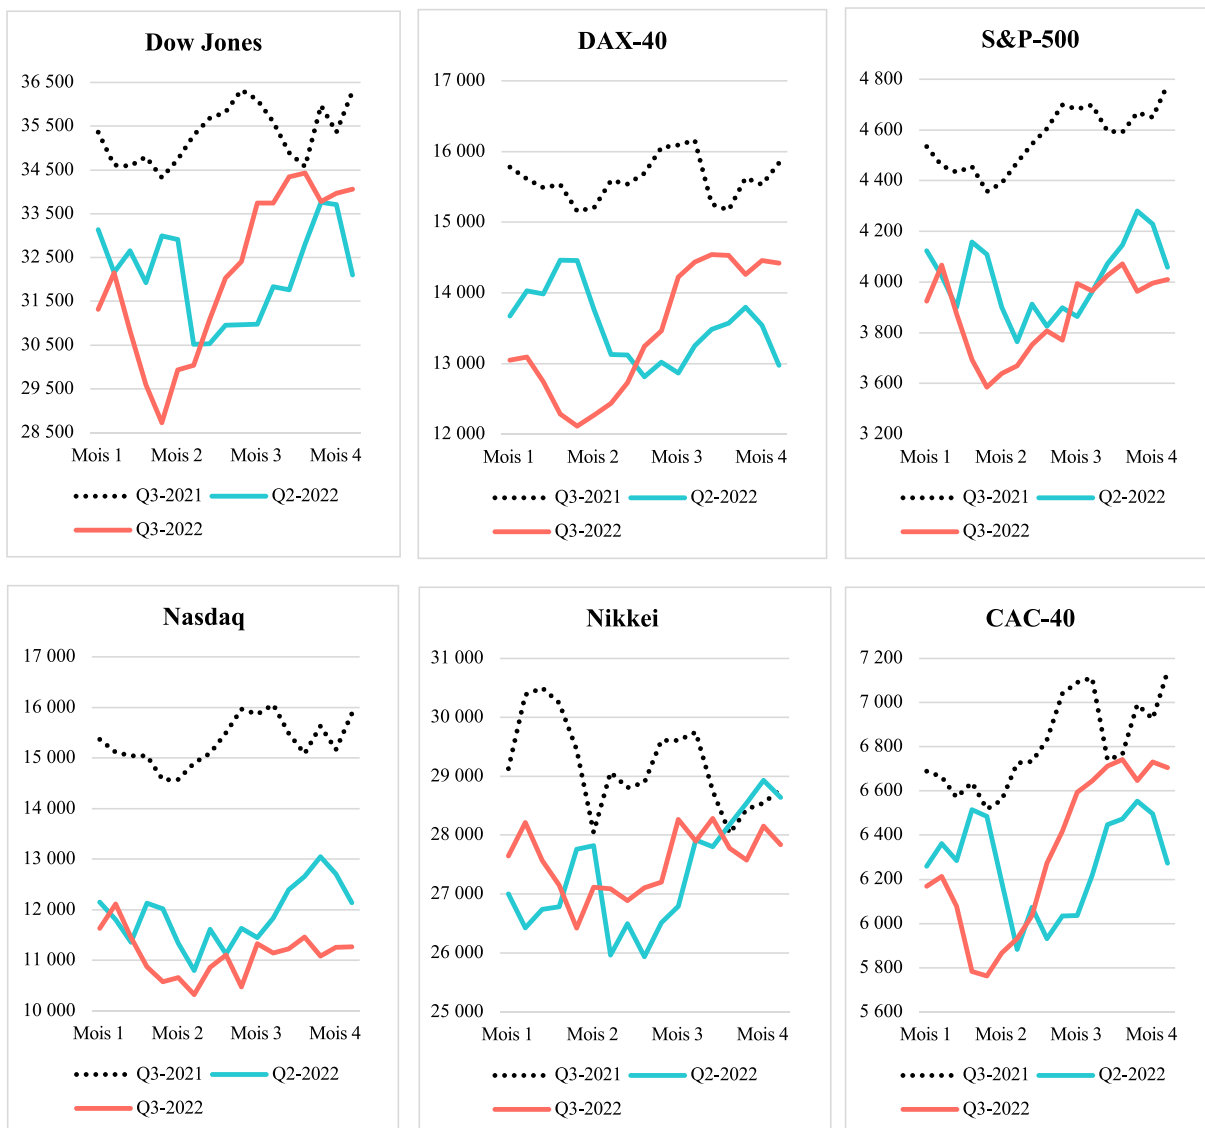 Dow Jones
36 500
35 500
34 500
33 500
32 500
31 500
30 500
29 500
28 500
Mois 1 Mois 2 Mois 3 Mois 4
Q3-2021 Q2-2022
Q3-2022
DAX-40
17 000
16 000
15 000
14 000
13 000
12 000
Mois 1 Mois 2 Mois 3 Mois 4
Q3-2021 Q2-2022
Q3-2022
S&P-500
4 800
4 600
4 400
4 200
4 000
3 800
3 600
3 200
Mois 1 Mois 2 Mois 3 Mois 4
Q3-2021 Q2-2022
Q3-2022
Nasdaq
17 000
16 000
15 000
14 000
13 000
12 000
11 000
10 000
Mois 1 Mois 2 Mois 3 Mois 4
Q3-2021 Q2-2022
Q3-2022
Nikkei
31 000
30 000
29 000
28 000
27 000
26 000
25 000
Mois 1 Mois 2 Mois 3 Mois 4
Q3-2021 Q2-2022
Q3-2022
CAC-40
7 200
7 000
6 800
6 600
6 400
6 200
6 000
5 800
5 600
Mois 1 Mois 2 Mois 3 Mois 4
Q3-2021 Q2-2022
Q3-2022